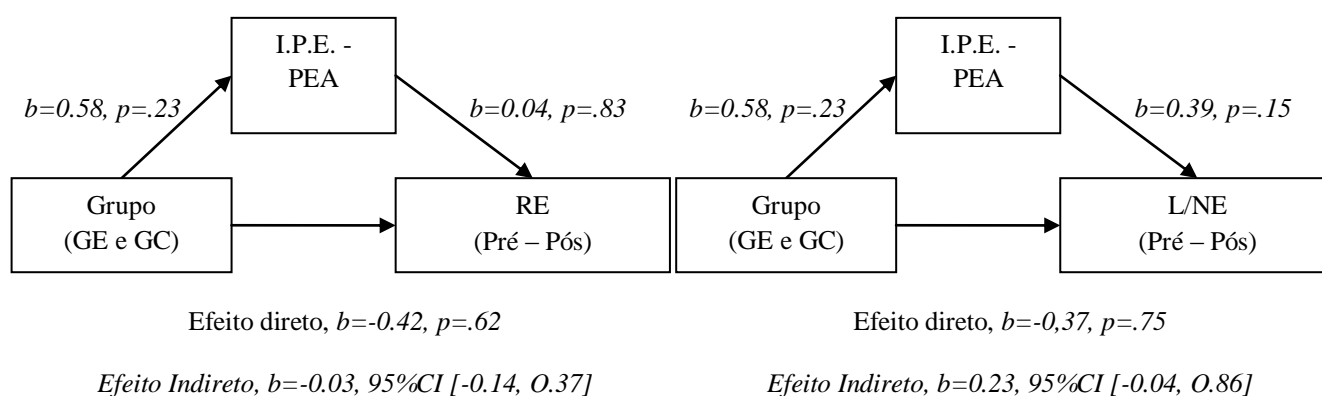 I.P.E. -
PEA
b=0.58, p=.23
b=0.04, p=.83
Grupo
(GE e GC)
RE
(Pré – Pós)
Efeito direto, b=-0.42, p=.62
Efeito Indireto, b=-0.03, 95%CI [-0.14, O.37]
I.P.E. -
PEA
b=0.58, p=.23
b=0.39, p=.15
Grupo
(GE e GC)
L/NE
(Pré – Pós)
Efeito direto, b=-0,37, p=.75
Efeito Indireto, b=0.23, 95%CI [-0.04, O.86]